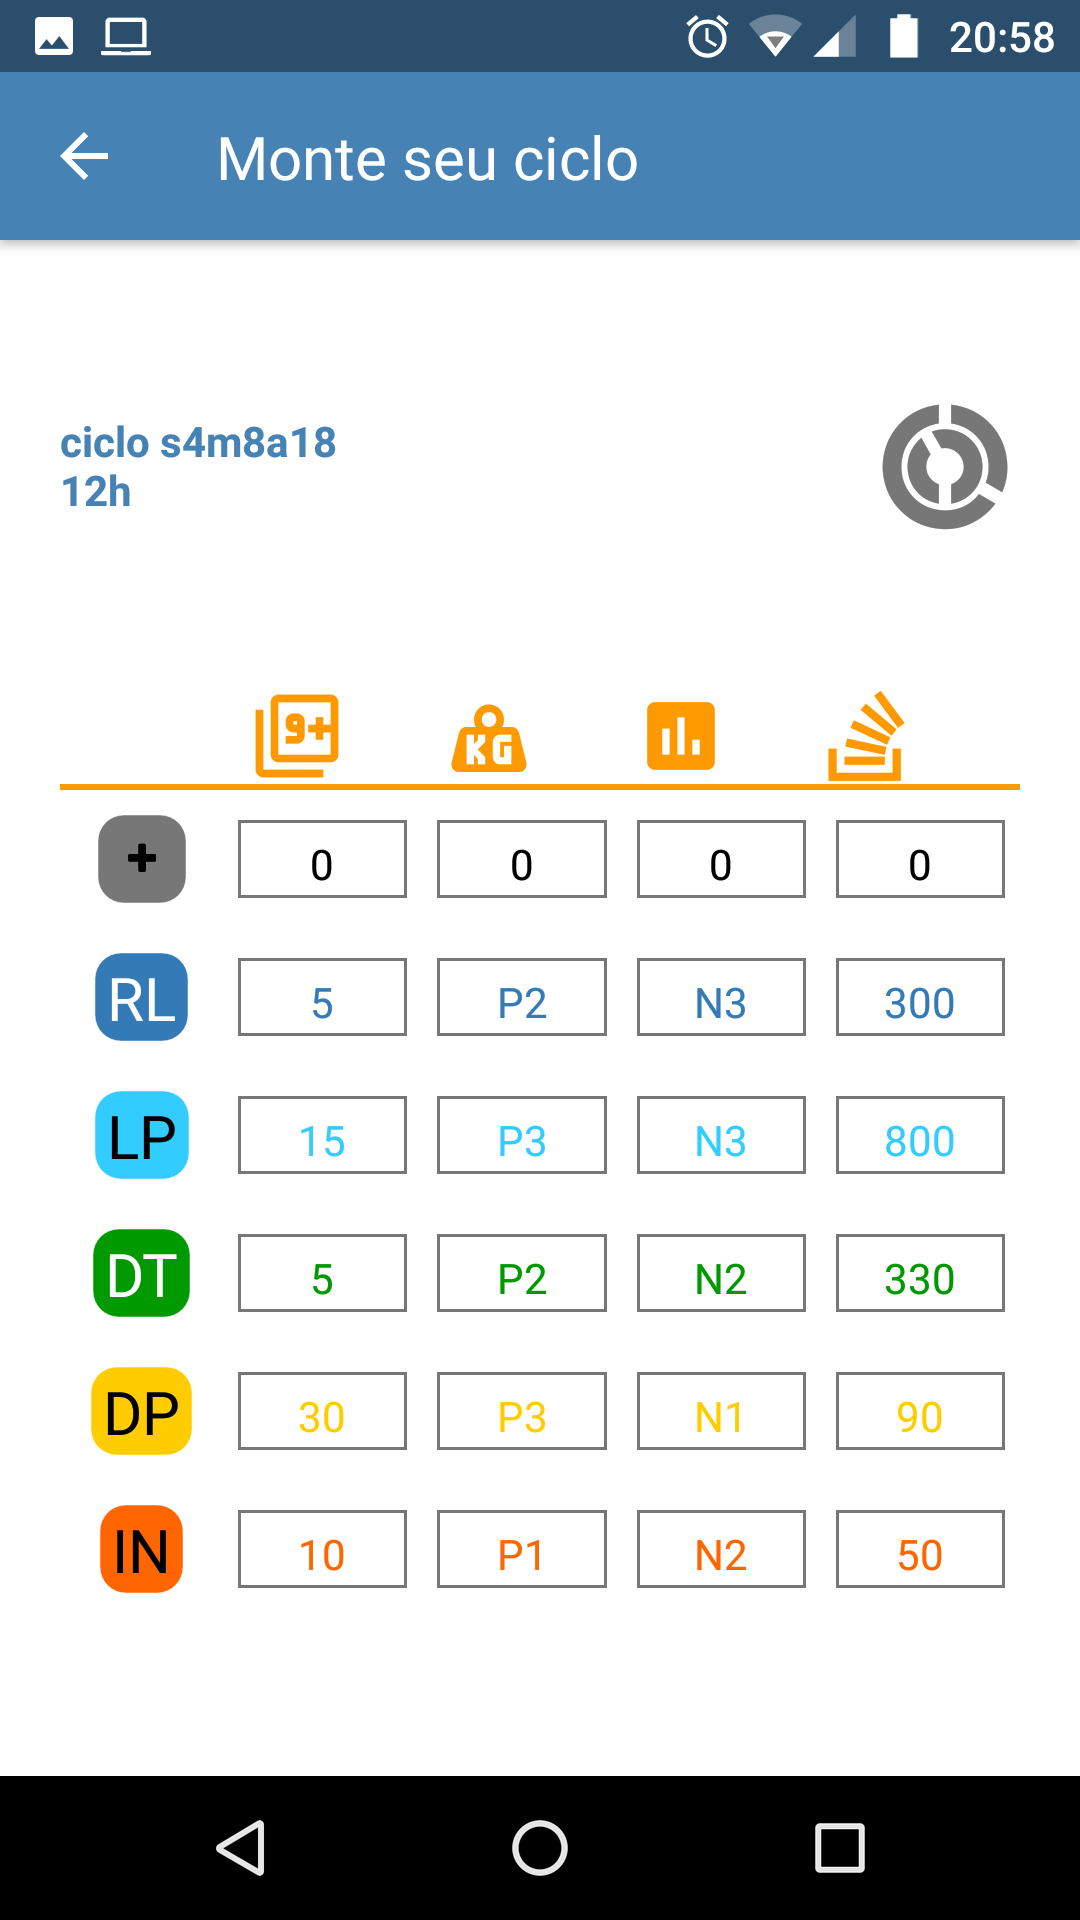 20:58
Monte seu ciclo
ciclo s4m8a18
12h
9+ KG
+ 0 0 0 0
RL 5 P2 N3 300
LP 15 P3 N3 800
DT 5 P2 N2 330
DP 30 P3 N1 90
IN 10 P1 N2 50